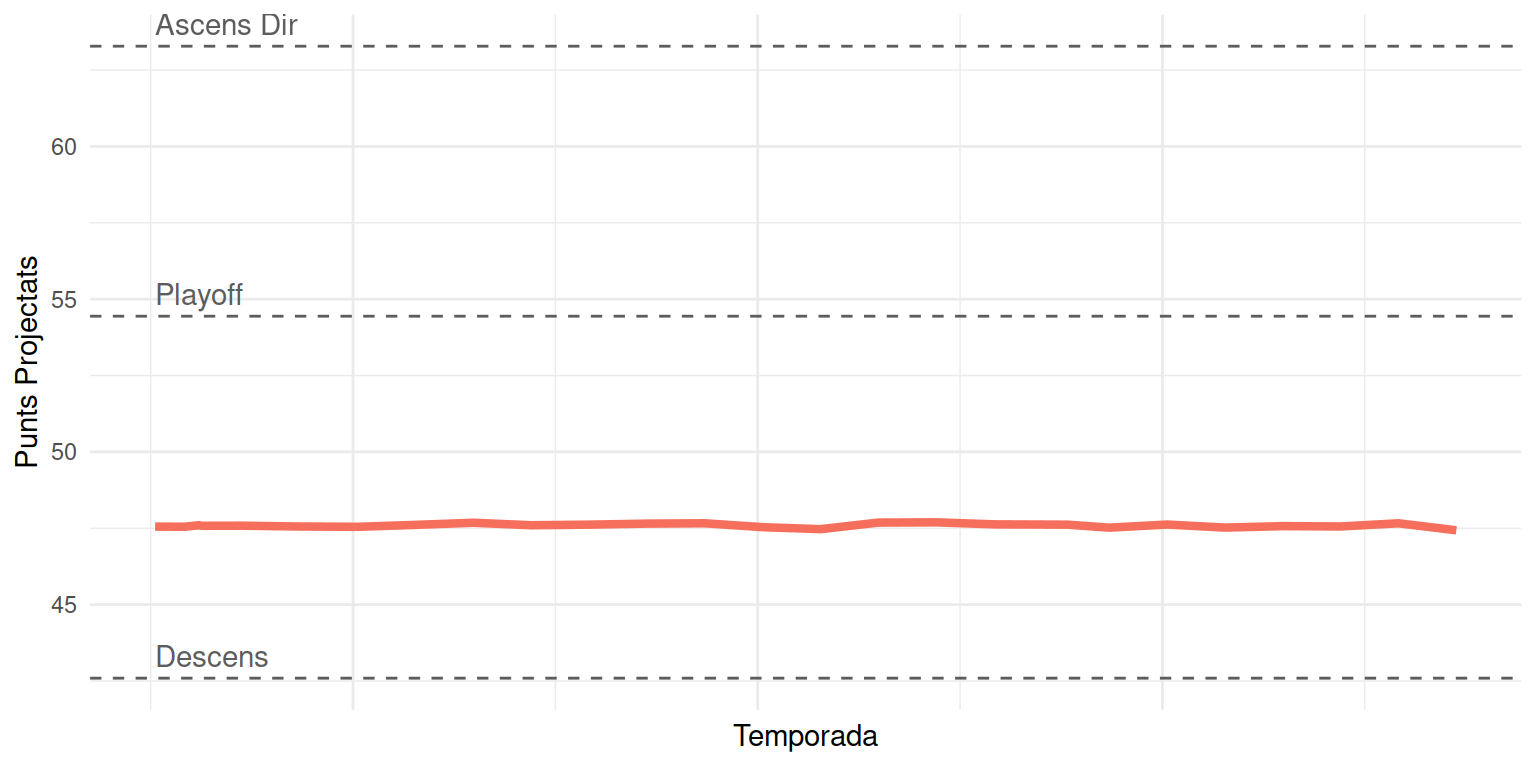 Ascens Dir
60
Playoff
55
50
45
Descens
Punts Projectats
Temporada